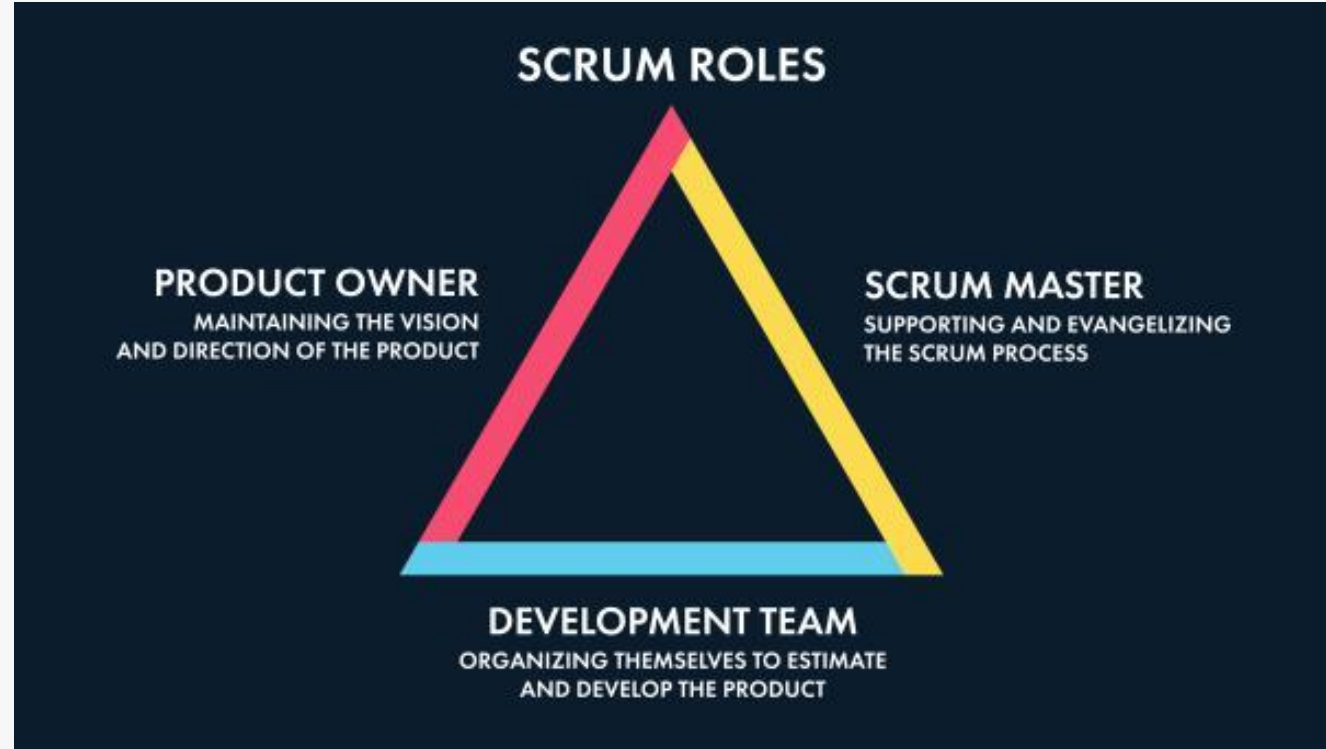 SCRUM ROLES
PRODUCT OWNER
MAINTAINING THE VISION
AND DIRECTION OF THE PRODUCT
SCRUM MASTER
SUPPORTING AND EVANGELIZING
THE SCRUM PROCESS
DEVELOPMENT TEAM
ORGANIZING THEMSELVES TO ESTIMATE
AND DEVELOP THE PRODUCT